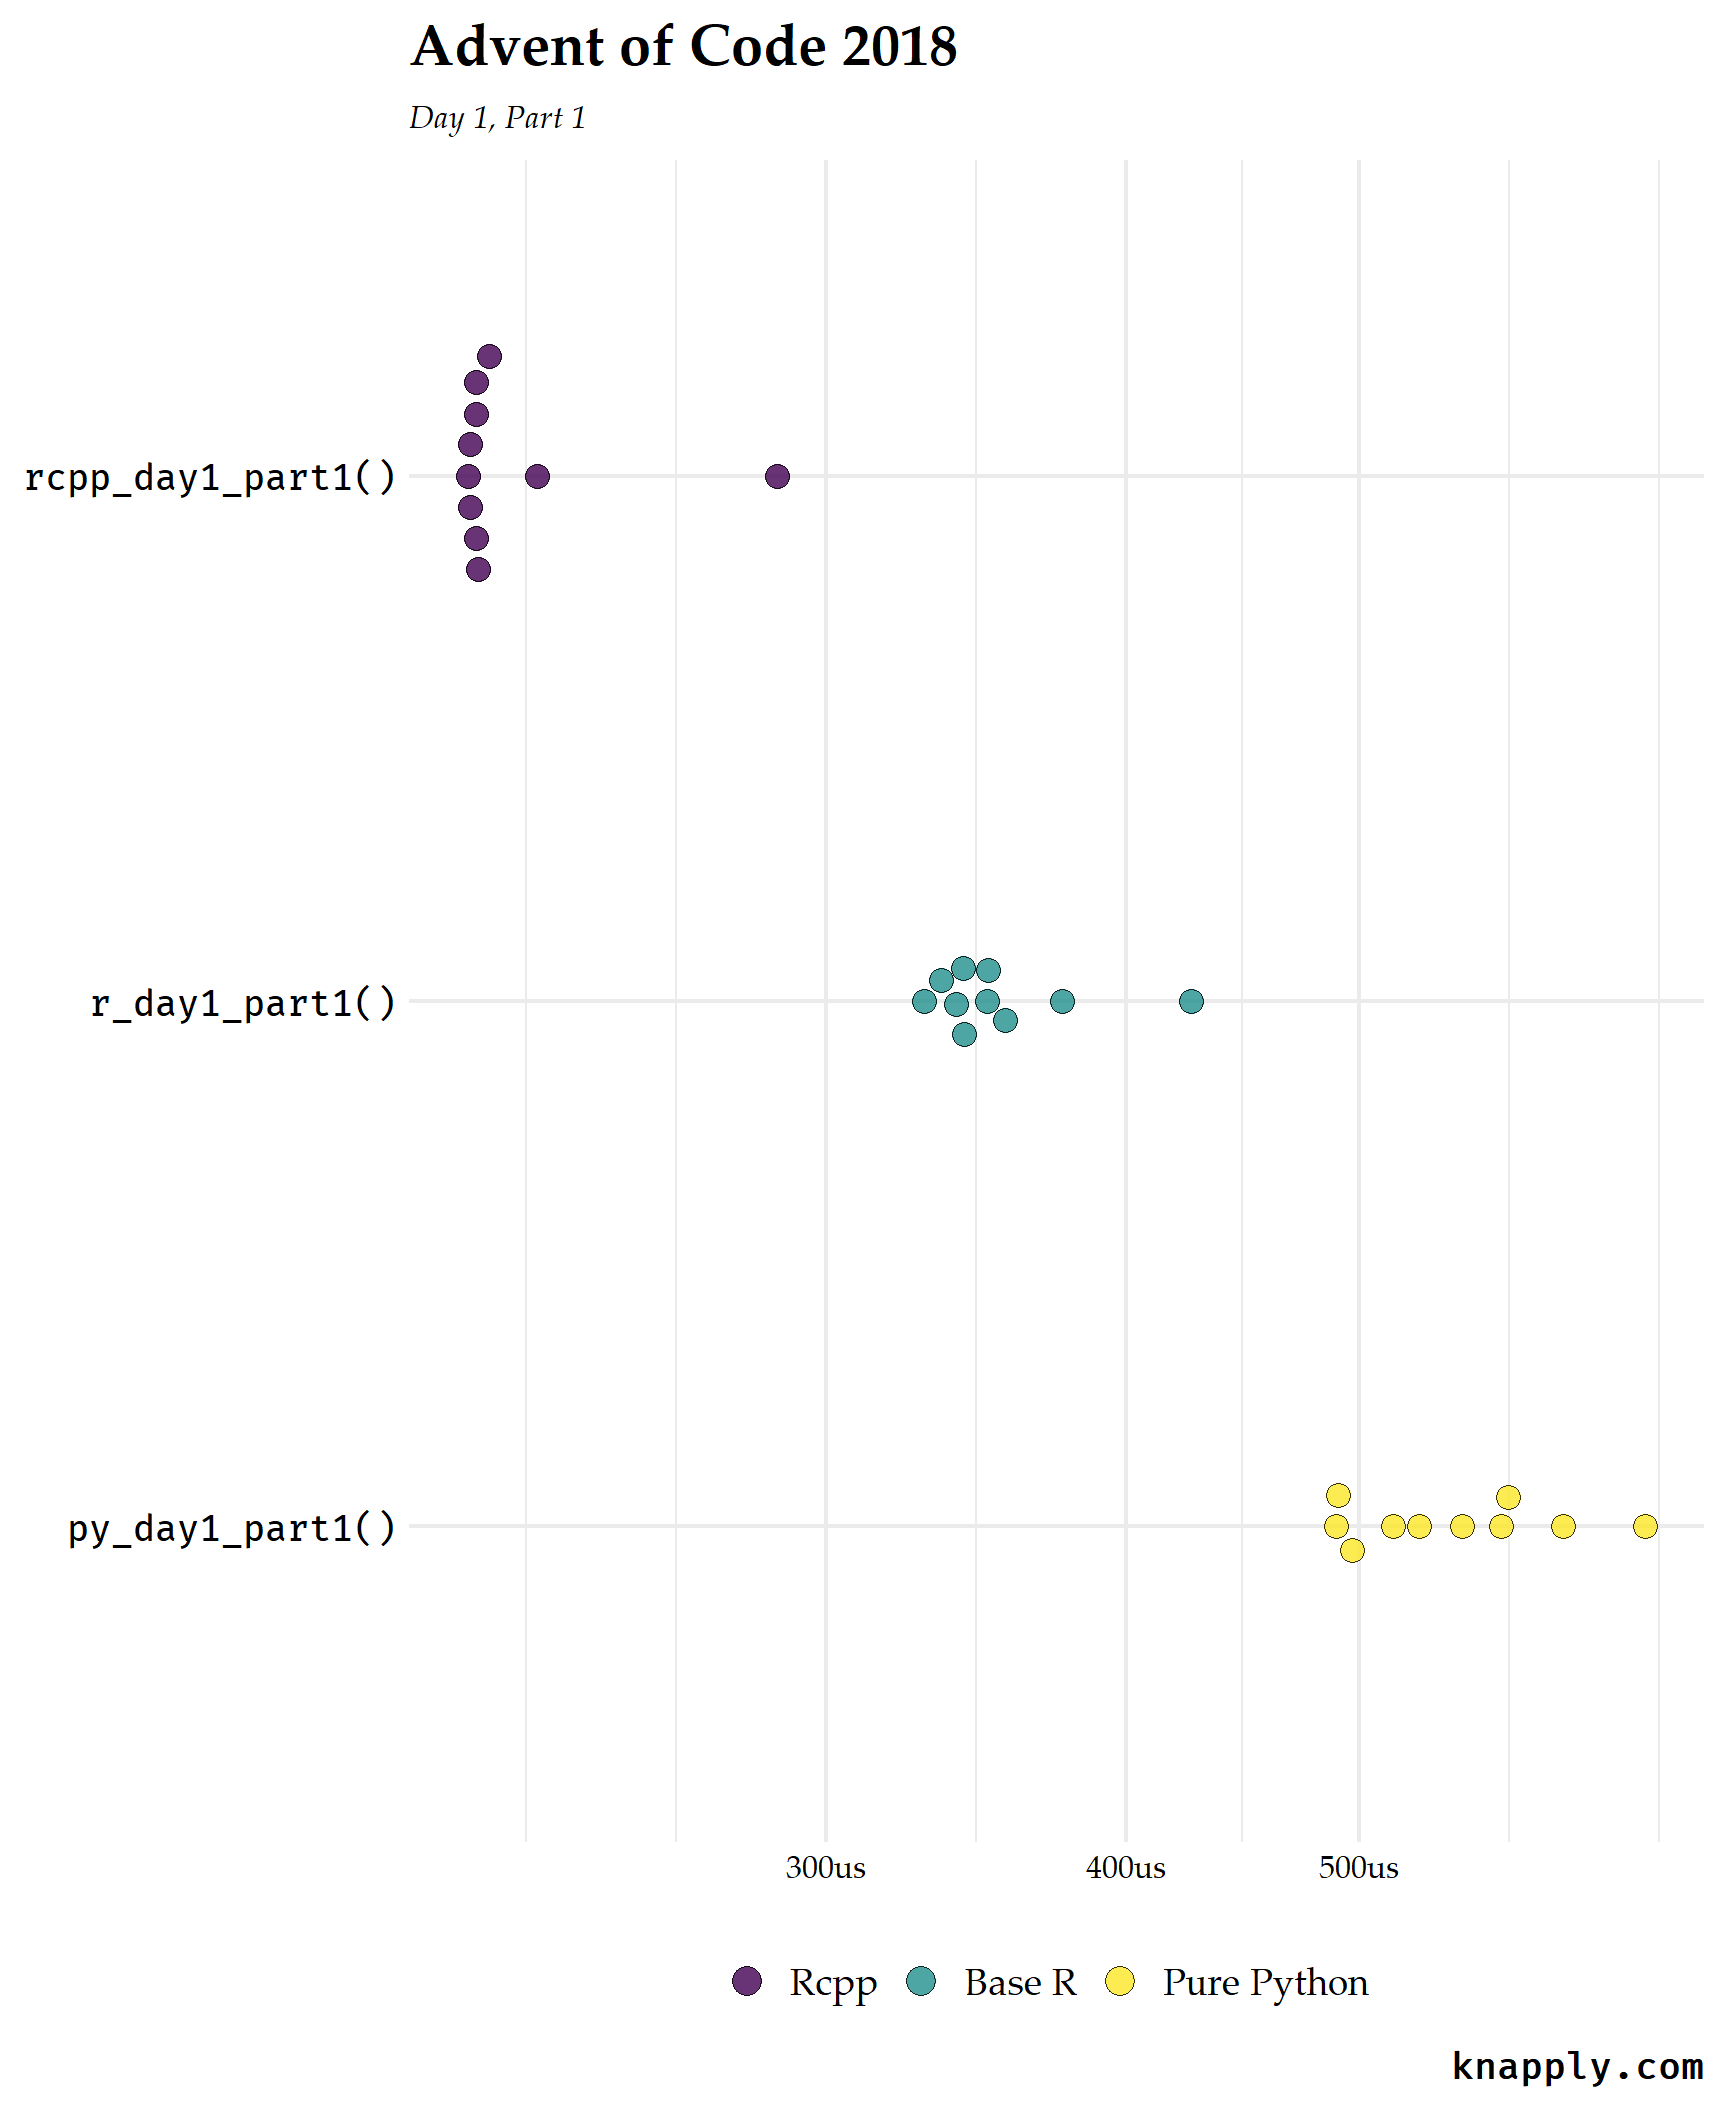 Advent of Code 2018
Day 1, Part 1
rcpp_day1_part1()
r_day1_part1()
py_day1_part1()
300us 400us 500us
Rcpp Base R Pure Python
knapply.com